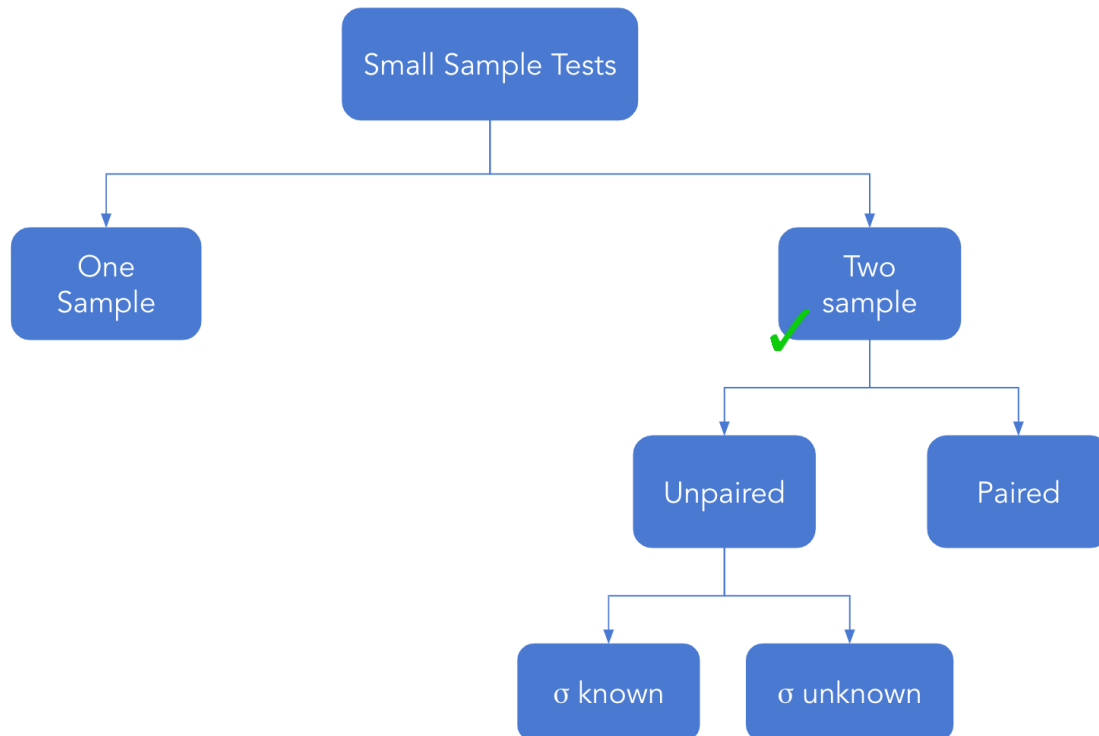 Small Sample Tests
One
Sample
Two
sample
Unpaired
Paired
σ known
σ unknown